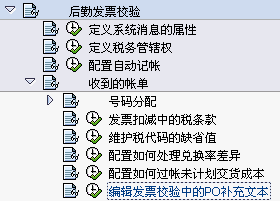 后勤发票校验
定义系统消息的属性
定义税务管辖权
配置自动记帐
收到的帐单
号码分配
发票扣减中的税条款
维护税代码的缺省值
配置如何处理兑换率差异
配置如何过帐未计划交货成本
编辑发票校验中的PO补充文本